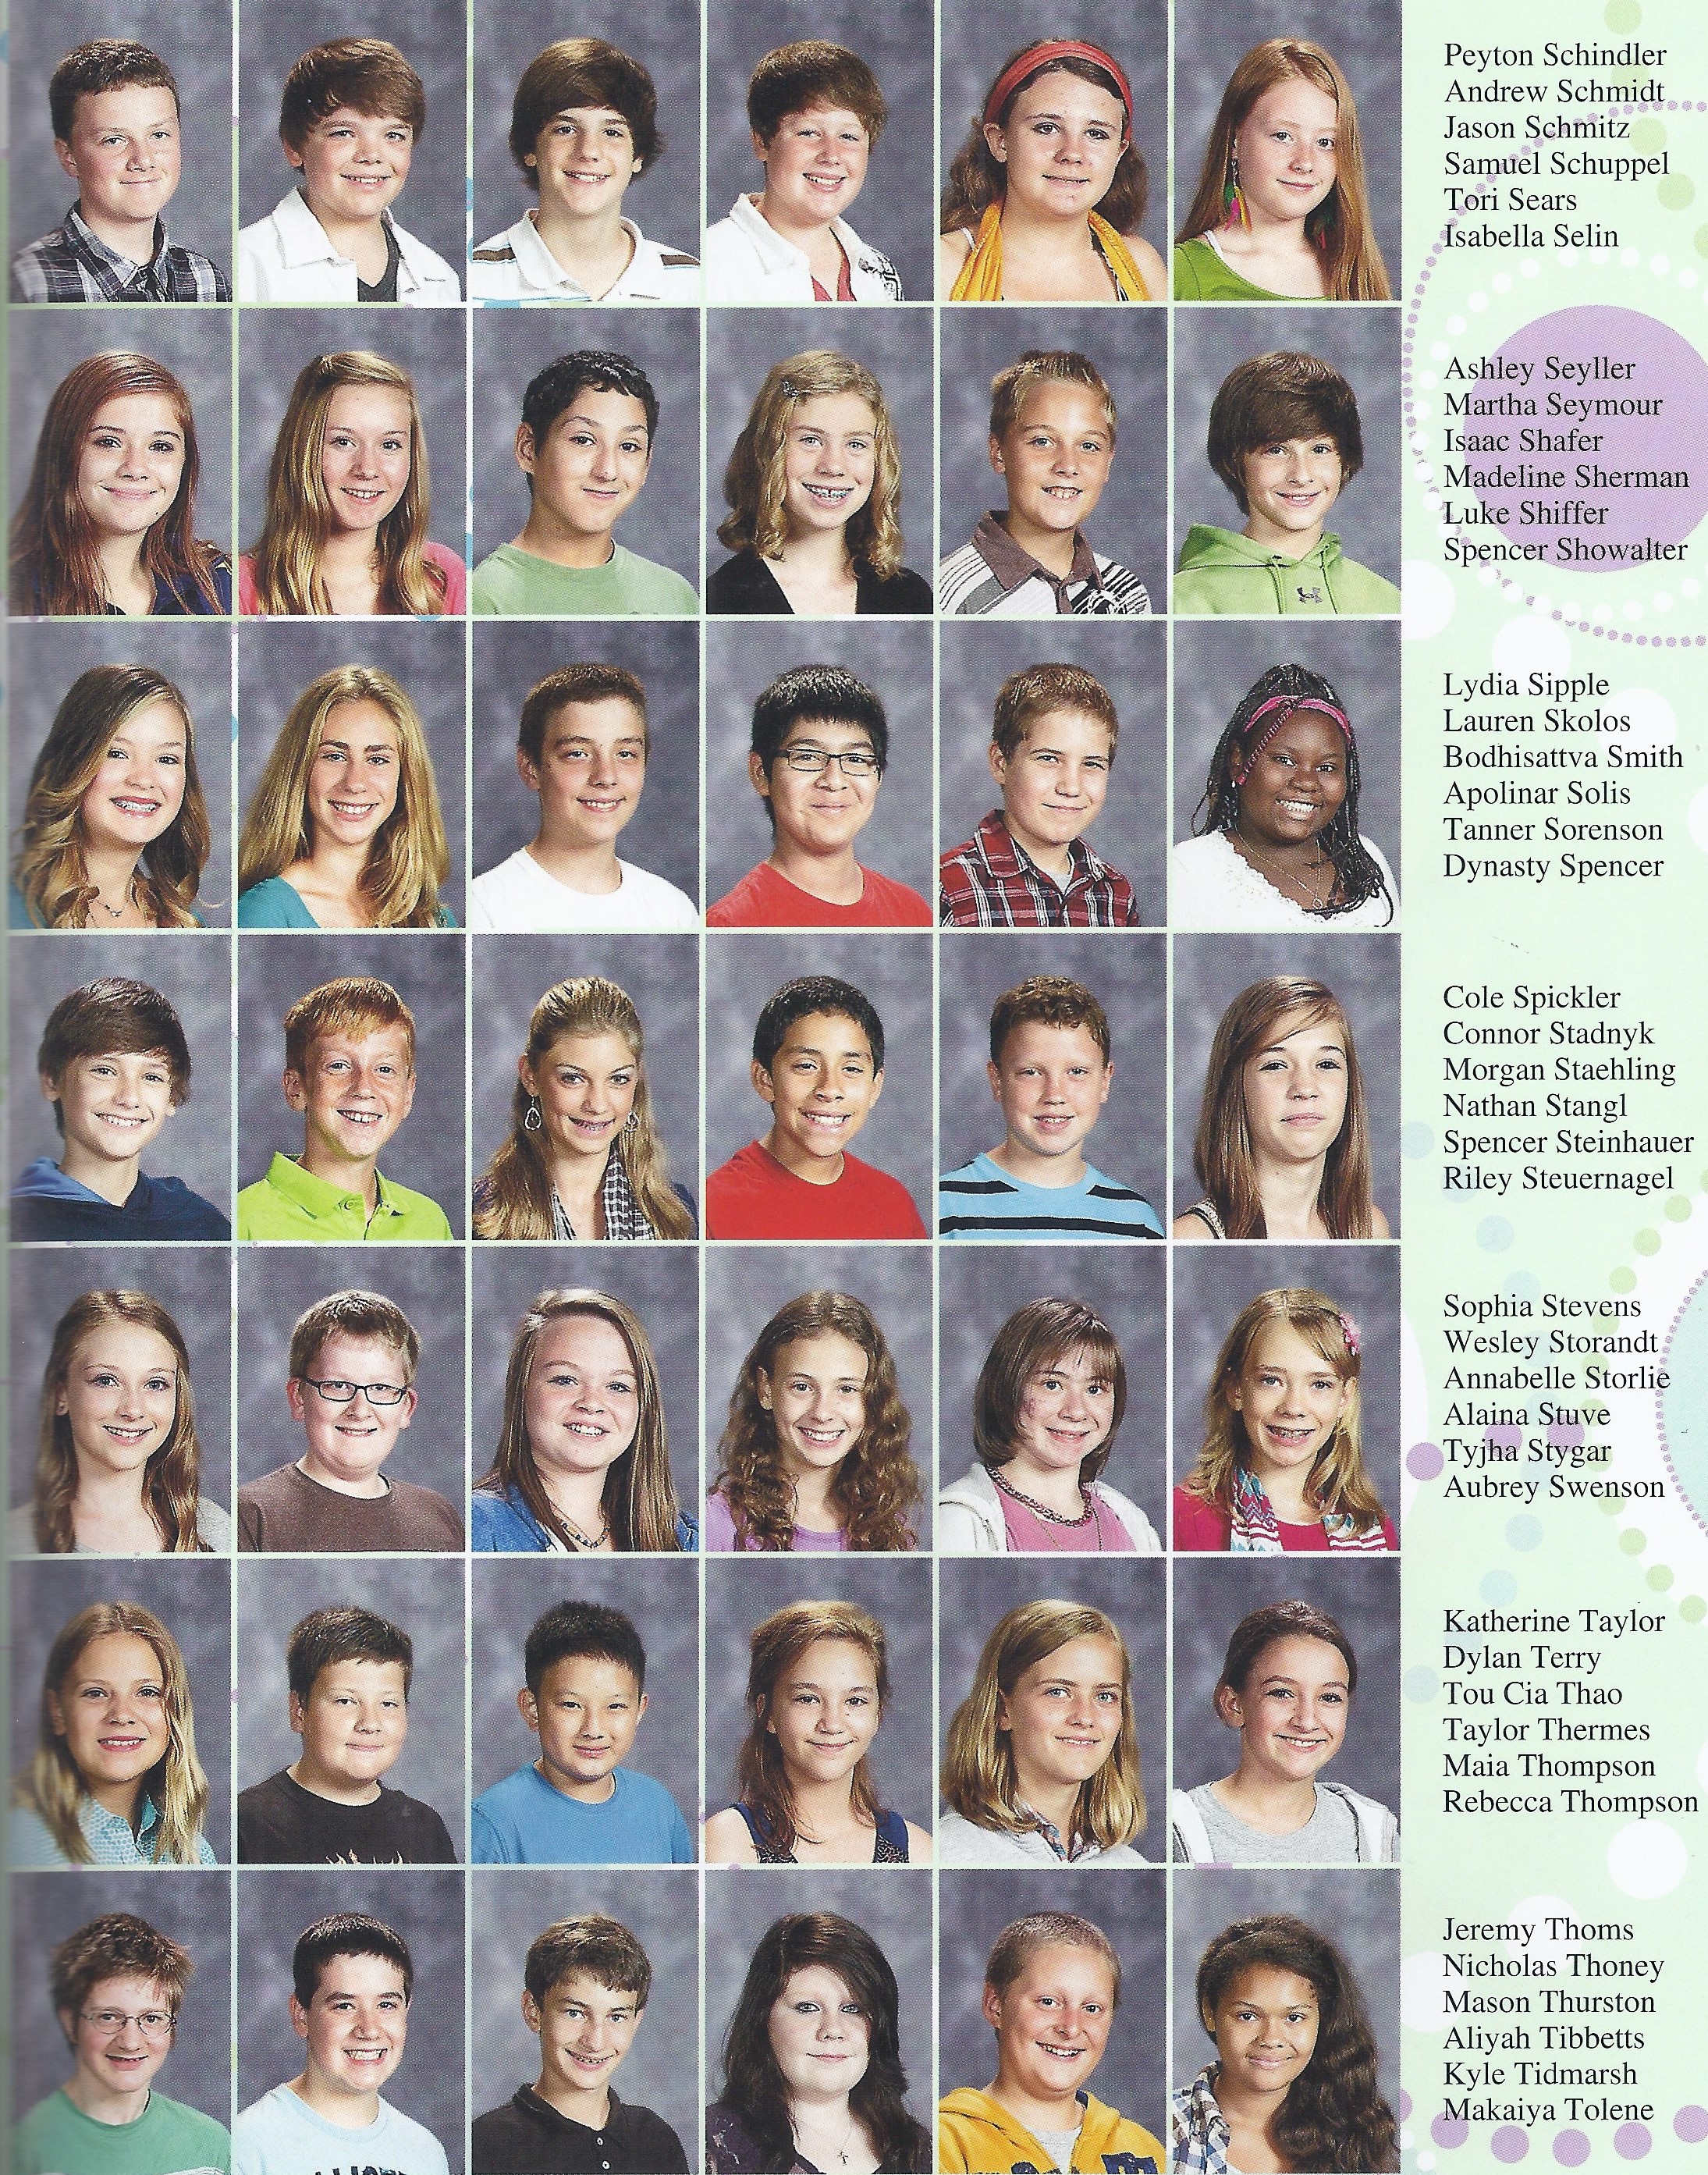 Peyton Schindler
Andrew Schmidt
Jason Schmitz
Samuel Schuppel
Tori Sears
Isabella Selin
Ashley Seyller
Martha Seymour
Isaac Shafer
Madeline Sherman
Luke Shiffer
Spencer Showalter
Lydia Sipple
Lauren Skolos
Bodhisattva Smith
Apolinar Solis
Tanner Sorenson
Dynasty Spencer
Cole Spickler
Connor Stadnyk
Morgan Staehling
Nathan Stangl
Spencer Steinhauer
Riley Steuernagel
Sophia Stevens
Wesley Storandt
Annabelle Storlie
Alaina Stuve
Tyjha Stygar
Aubrey Swenson
Katherine Taylor
Dylan Terry
Tou Cia Thao
Taylor Thermes
Maia Thompson
Rebecca Thompson
Jeremy Thoms
Nicholas Thoney
Mason Thurston
Aliyah Tibbetts
Kyle Tidmarsh
Makaiya Tolene